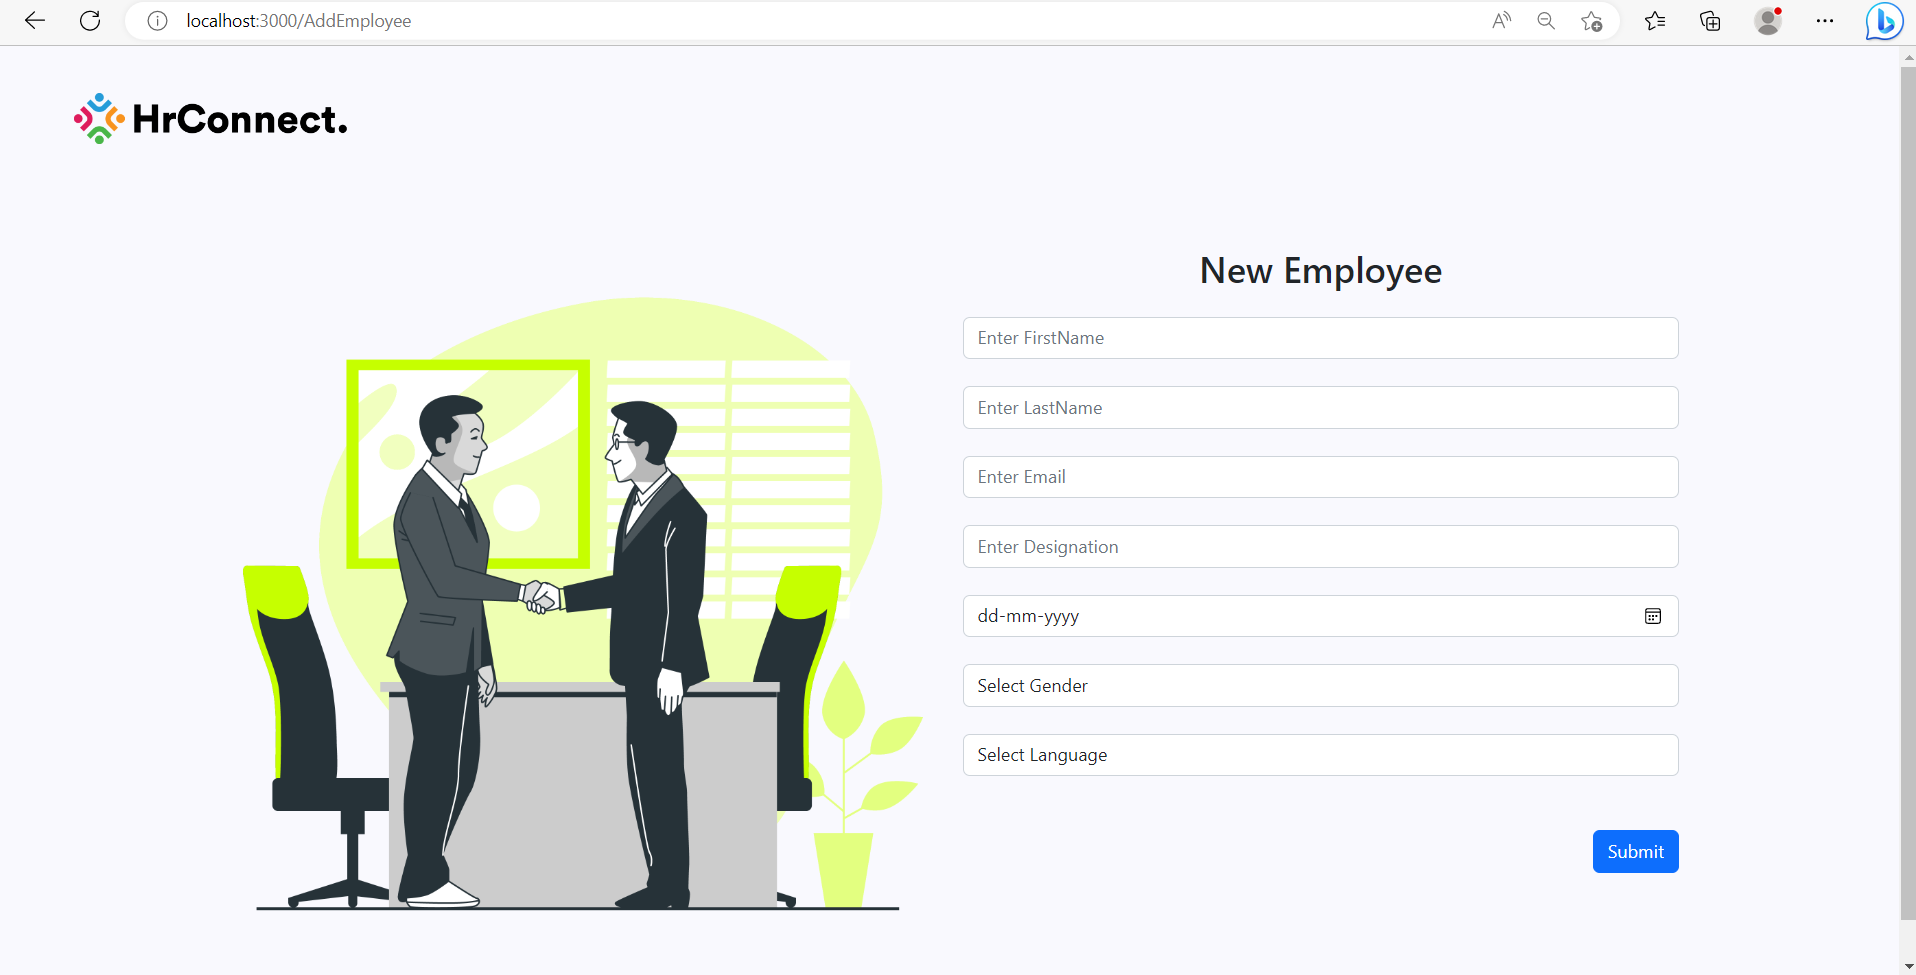 localhost:3000/AddEmployee
HrConnect.
New Employee
Enter FirstName
Enter LastName
Enter Email
Enter Designation
dd-mm-yyyy
Select Gender
Select Language
Submit